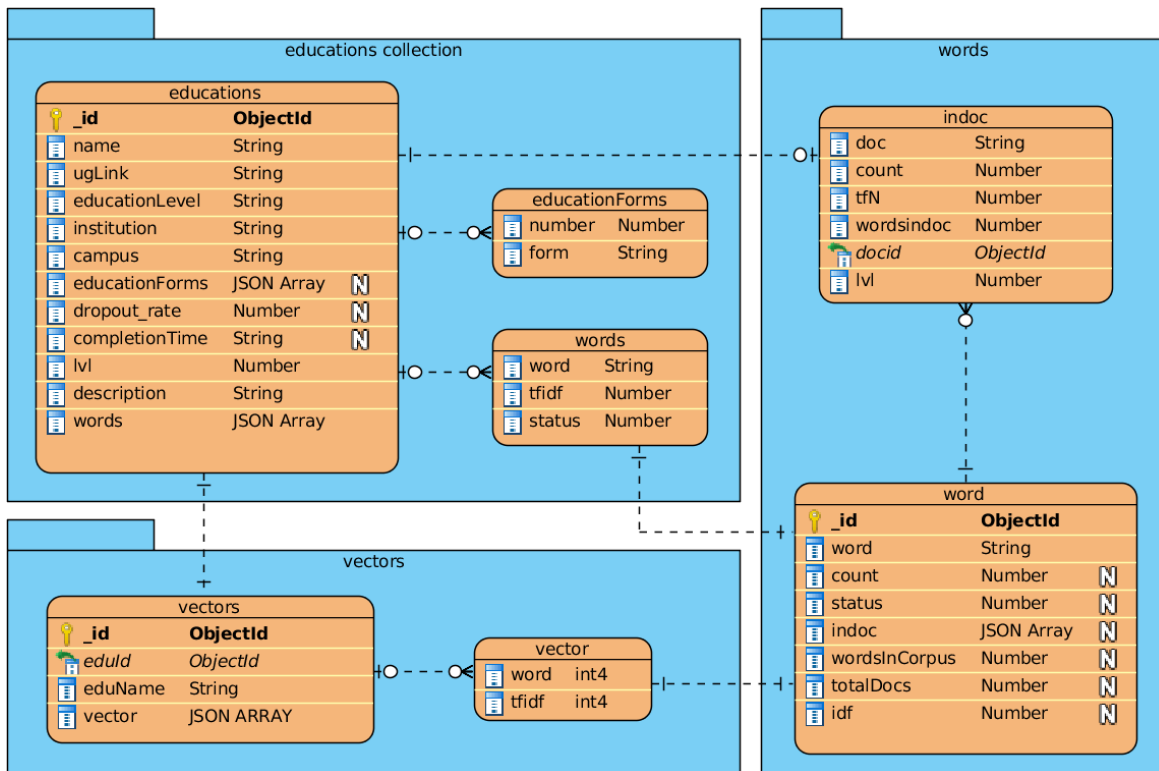 educations collection
educations
_id ObjectId
name String
ugLink String
educationLevel String
institution String
campus String
educationForms JSON Array N
dropout_rate Number N
completionTime String N
lvl Number
description String
words JSON Array
educationForms
number Number
form String
words
word String
tfidf Number
status Number
vectors
vectors
_id ObjectId
eduId ObjectId
eduName String
vector JSON ARRAY
vector
word int4
tfidf int4
words
indoc
doc String
count Number
tfN Number
wordsindoc Number
docid ObjectId
lvl Number
word
_id ObjectId
word String
count Number N
status Number N
indoc JSON Array N
wordsInCorpus Number N
totalDocs Number N
idf Number N